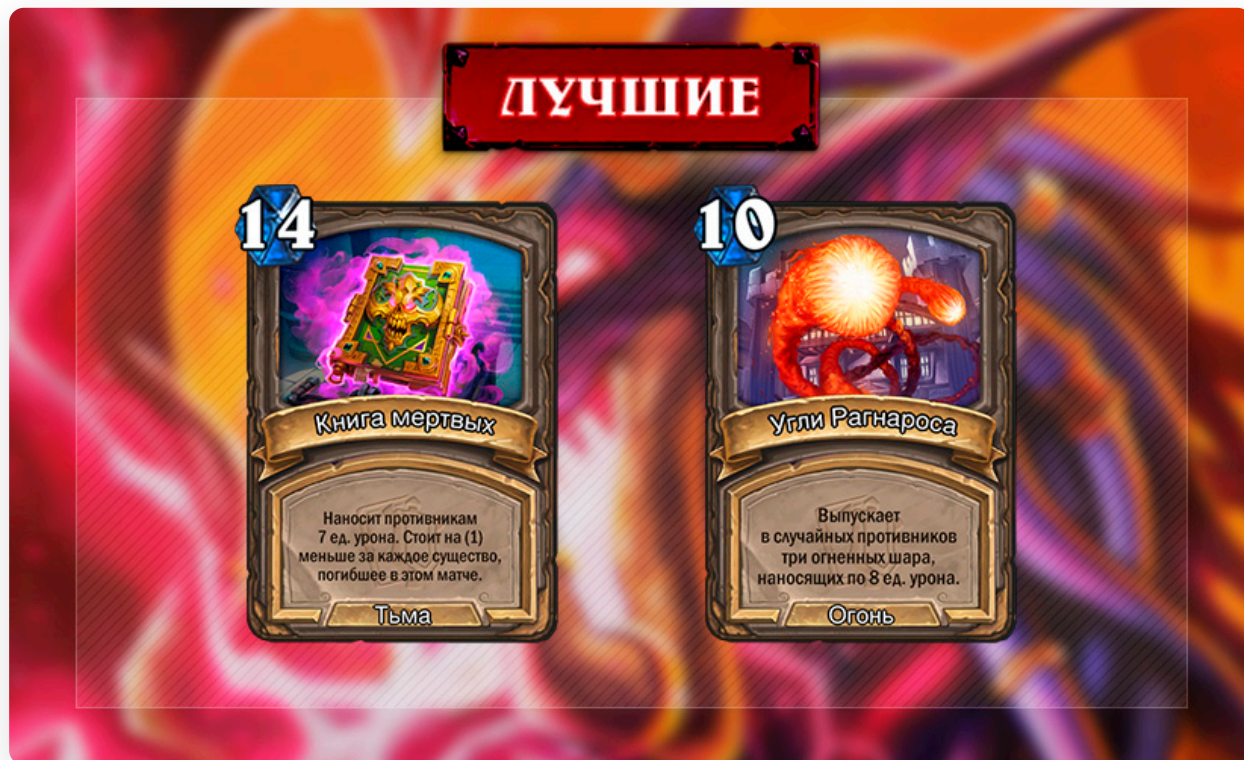 ЛУЧШИЕ
14
Книга мертвых
Наносит противникам
7 ед. урона. Стоит на (1)
меньше за каждое существо,
погибшее в этом матче.
Тьма
10
Угли Рагнароса
Выпускает
в случайных противников
три огненных шара,
наносящих по 8 ед. урона.
Огонь